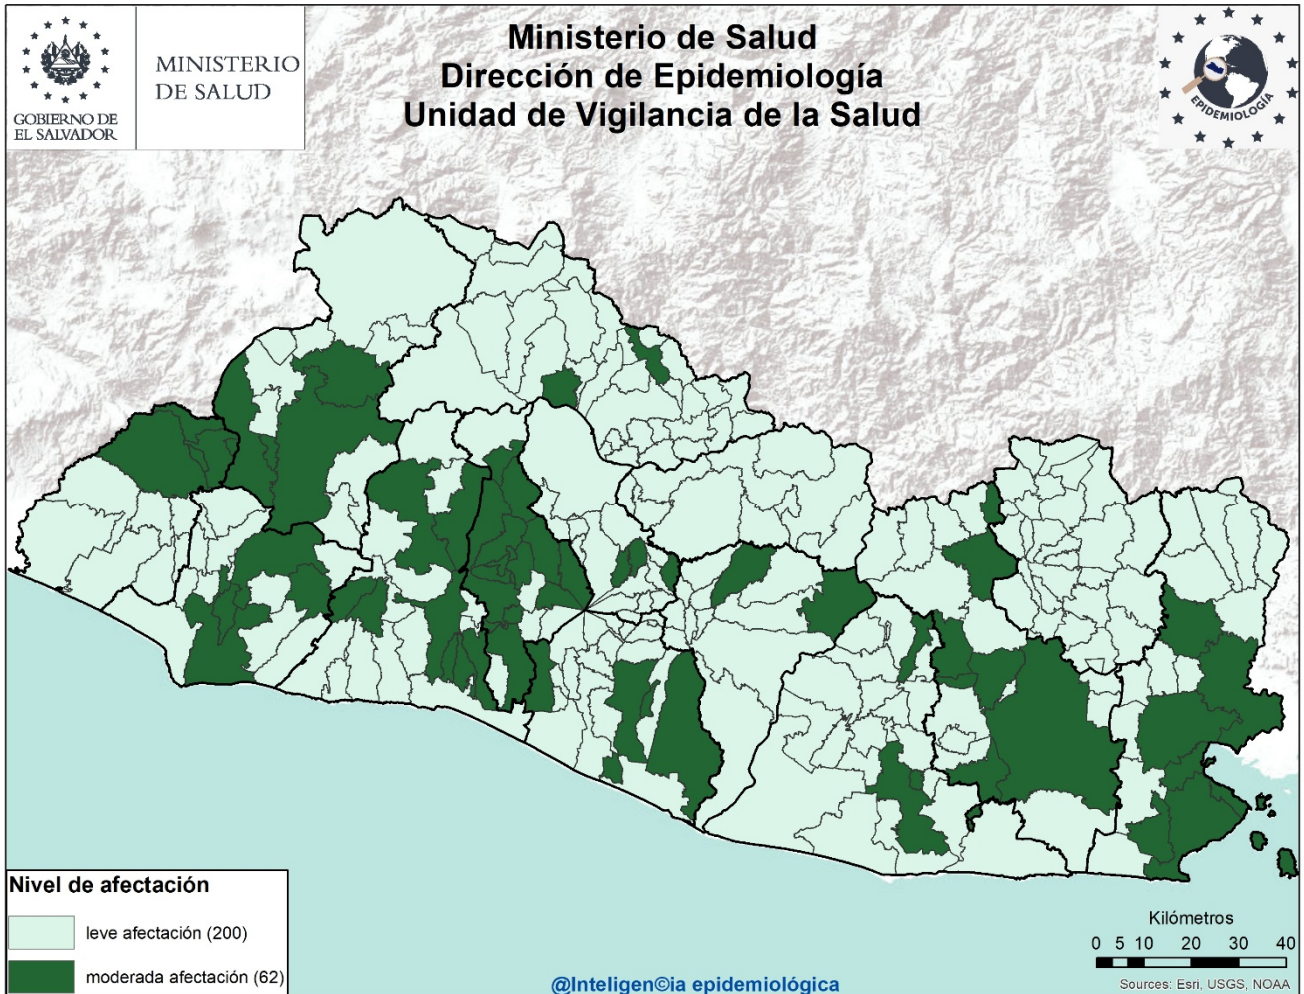 GOBIERNO DE
EL SALVADOR
MINISTERIO
DE SALUD
Ministerio de Salud
Dirección de Epidemiología
Unidad de Vigilancia de la Salud
EPIDEMIOLOGÍA
Nivel de afectación
leve afectación (200)
moderada afectación (62)
@Inteligen©ia epidemiológica
Kilómetros
0 5 10 20 30 40
Sources: Esri, USGS, NOAA